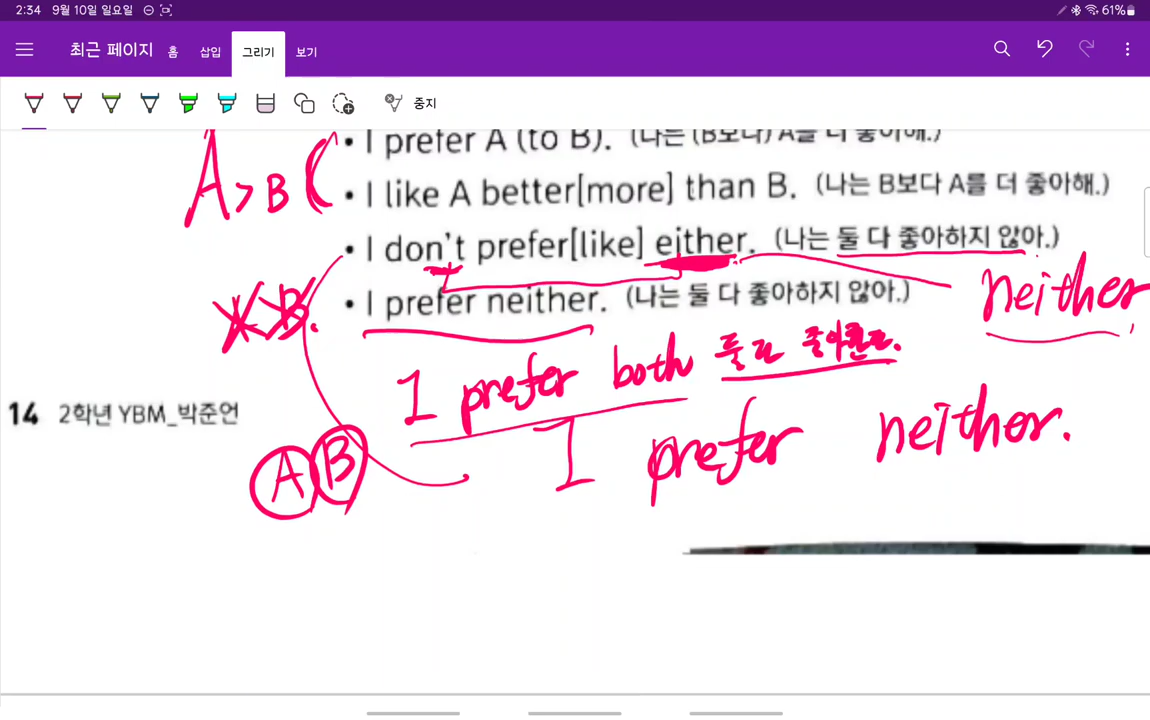 2:34 9월 10일 일요일 61%
최근 페이지 홈 삽입 그리기 보기
중지
A > B
• I prefer A (to B). (나는 (B보다) A를 더 좋아해.)
• I like A better[more] than B. (나는 B보다 A를 더 좋아해.)
• I don't prefer[like] either. (나는 둘 다 좋아하지 않아.)
neither
• I prefer neither. (나는 둘 다 좋아하지 않아.)
I prefer both 둘 다 좋아한다.
14 2학년 YBM_박준언
I prefer neither.
A B